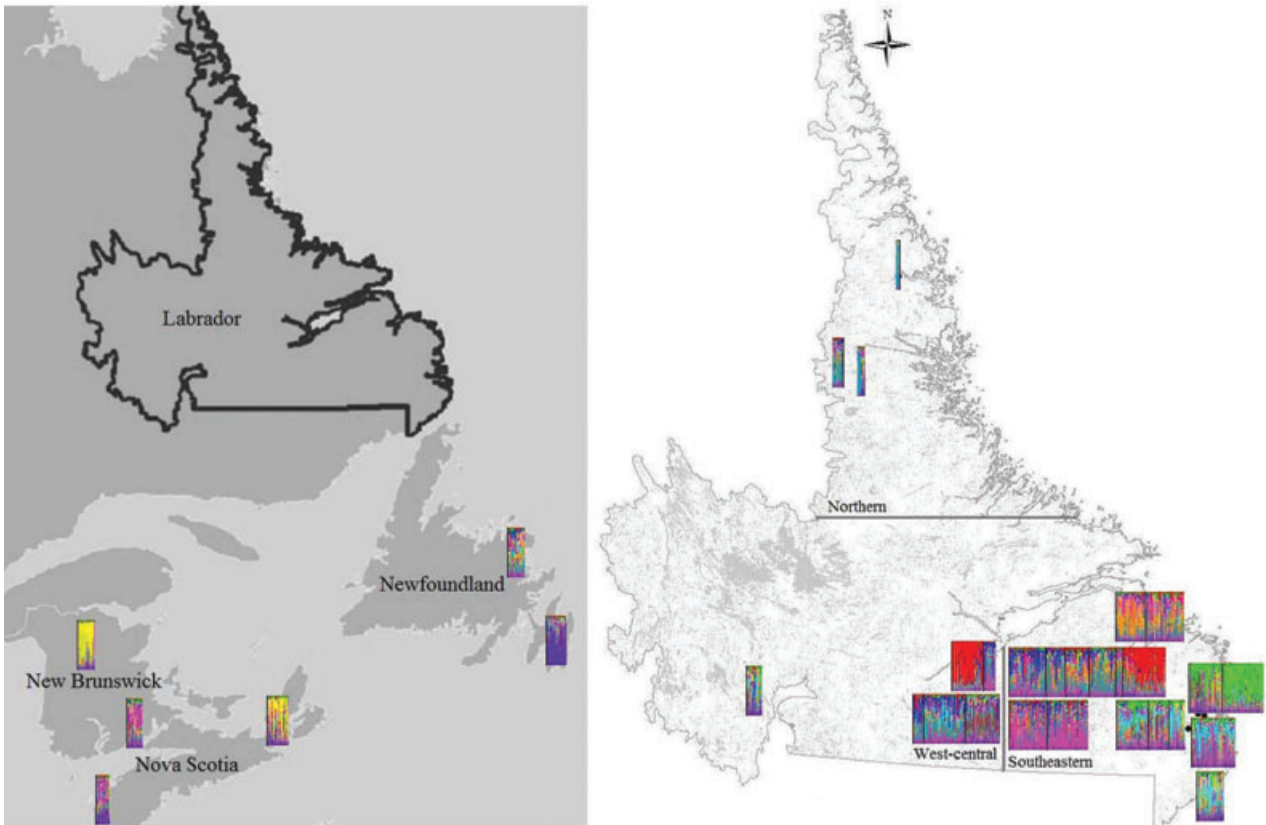 Labrador
Newfoundland
New Brunswick
Nova Scotia
N
Northern
West-central
Southeastern